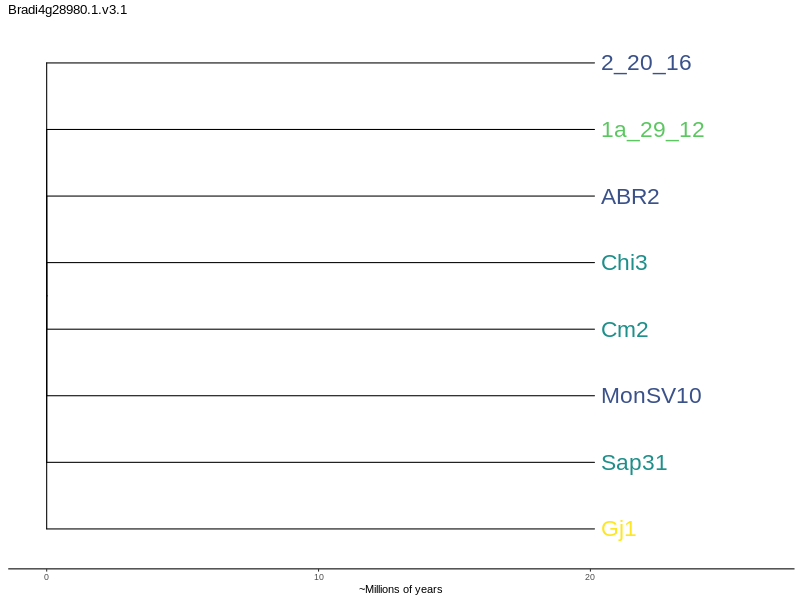 Bradi4g28980.1.v3.1
2_20_16
1a_29_12
ABR2
Chi3
Cm2
MonSV10
Sap31
Gj1
0 10 20
~Millions of years